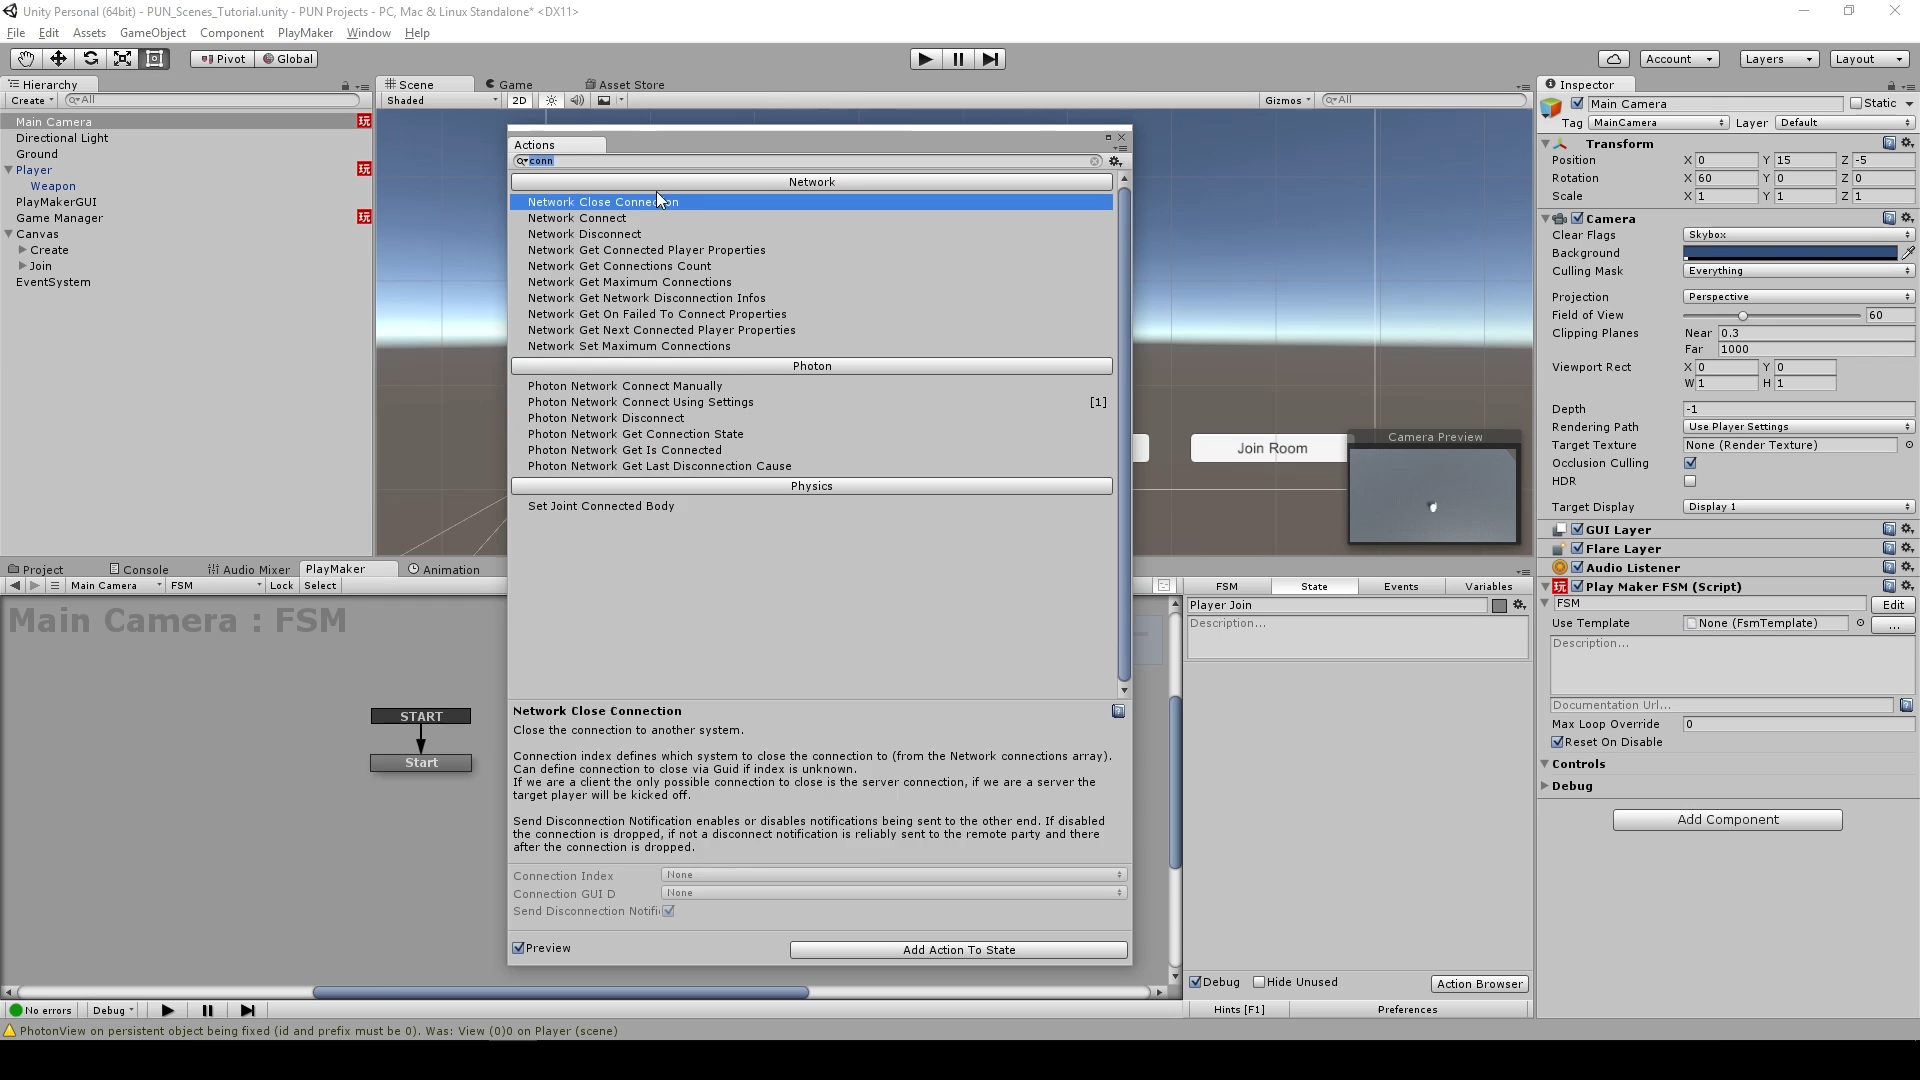 Unity Personal (64bit) - PUN_Scenes_Tutorial.unity - PUN Projects - PC, Mac & Linux Standalone* <DX11>
File Edit Assets GameObject Component PlayMaker Window Help
Pivot Global Account Layers Layout
Hierarchy
Create All
Main Camera 玩
Directional Light
Ground
Player 玩
Weapon
PlayMakerGUI
Game Manager 玩
Canvas
Create
Join
EventSystem
Scene Game Asset Store
Shaded 2D Gizmos All
Actions
conn
Network
Network Close Connection
Network Connect
Network Disconnect
Network Get Connected Player Properties
Network Get Connections Count
Network Get Maximum Connections
Network Get Network Disconnection Infos
Network Get On Failed To Connect Properties
Network Get Next Connected Player Properties
Network Set Maximum Connections
Photon
Photon Network Connect Manually
Photon Network Connect Using Settings [1]
Photon Network Disconnect
Photon Network Get Connection State
Photon Network Get Is Connected
Photon Network Get Last Disconnection Cause
Physics
Set Joint Connected Body
Network Close Connection
Close the connection to another system.
Connection index defines which system to close the connection to (from the Network connections array).
Can define connection to close via Guid if index is unknown.
If we are a client the only possible connection to close is the server connection, if we are a server the
target player will be kicked off.
Send Disconnection Notification enables or disables notifications being sent to the other end. If disabled
the connection is dropped, if not a disconnect notification is reliably sent to the remote party and there
after the connection is dropped.
Connection Index None
Connection GUI D None
Send Disconnection Notifi
Preview Add Action To State
Join Room
Camera Preview
Project Console Audio Mixer PlayMaker Animation
Main Camera FSM Lock Select
Main Camera : FSM
START
Start
FSM State Events Variables
Player Join
Description...
Debug Hide Unused Action Browser
No errors Debug Hints [F1] Preferences
PhotonView on persistent object being fixed (id and prefix must be 0). Was: View (0)0 on Player (scene)
Inspector
Main Camera Static
Tag MainCamera Layer Default
Transform
Position X 0 Y 15 Z -5
Rotation X 60 Y 0 Z 0
Scale X 1 Y 1 Z 1
Camera
Clear Flags Skybox
Background
Culling Mask Everything
Projection Perspective
Field of View 60
Clipping Planes Near 0.3
Far 1000
Viewport Rect X 0 Y 0
W 1 H 1
Depth -1
Rendering Path Use Player Settings
Target Texture None (Render Texture)
Occlusion Culling
HDR
Target Display Display 1
GUI Layer
Flare Layer
Audio Listener
玩 Play Maker FSM (Script)
FSM Edit
Use Template None (FsmTemplate) ...
Description...
Documentation Url...
Max Loop Override 0
Reset On Disable
Controls
Debug
Add Component